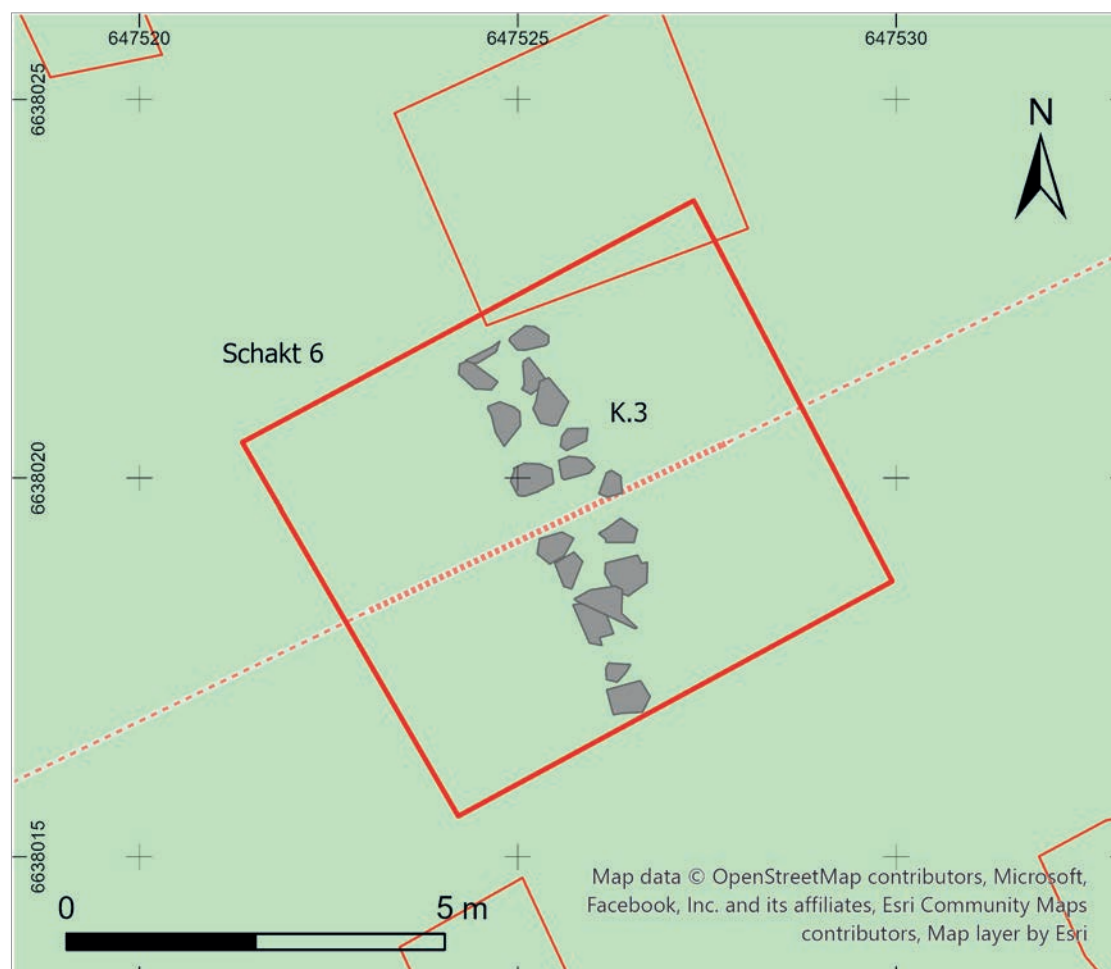 647520
647525
647530
6638025
N
Schakt 6
K.3
6638020
6638015
Map data © OpenStreetMap contributors, Microsoft,
Facebook, Inc. and its affiliates, Esri Community Maps
contributors, Map layer by Esri
0
5 m